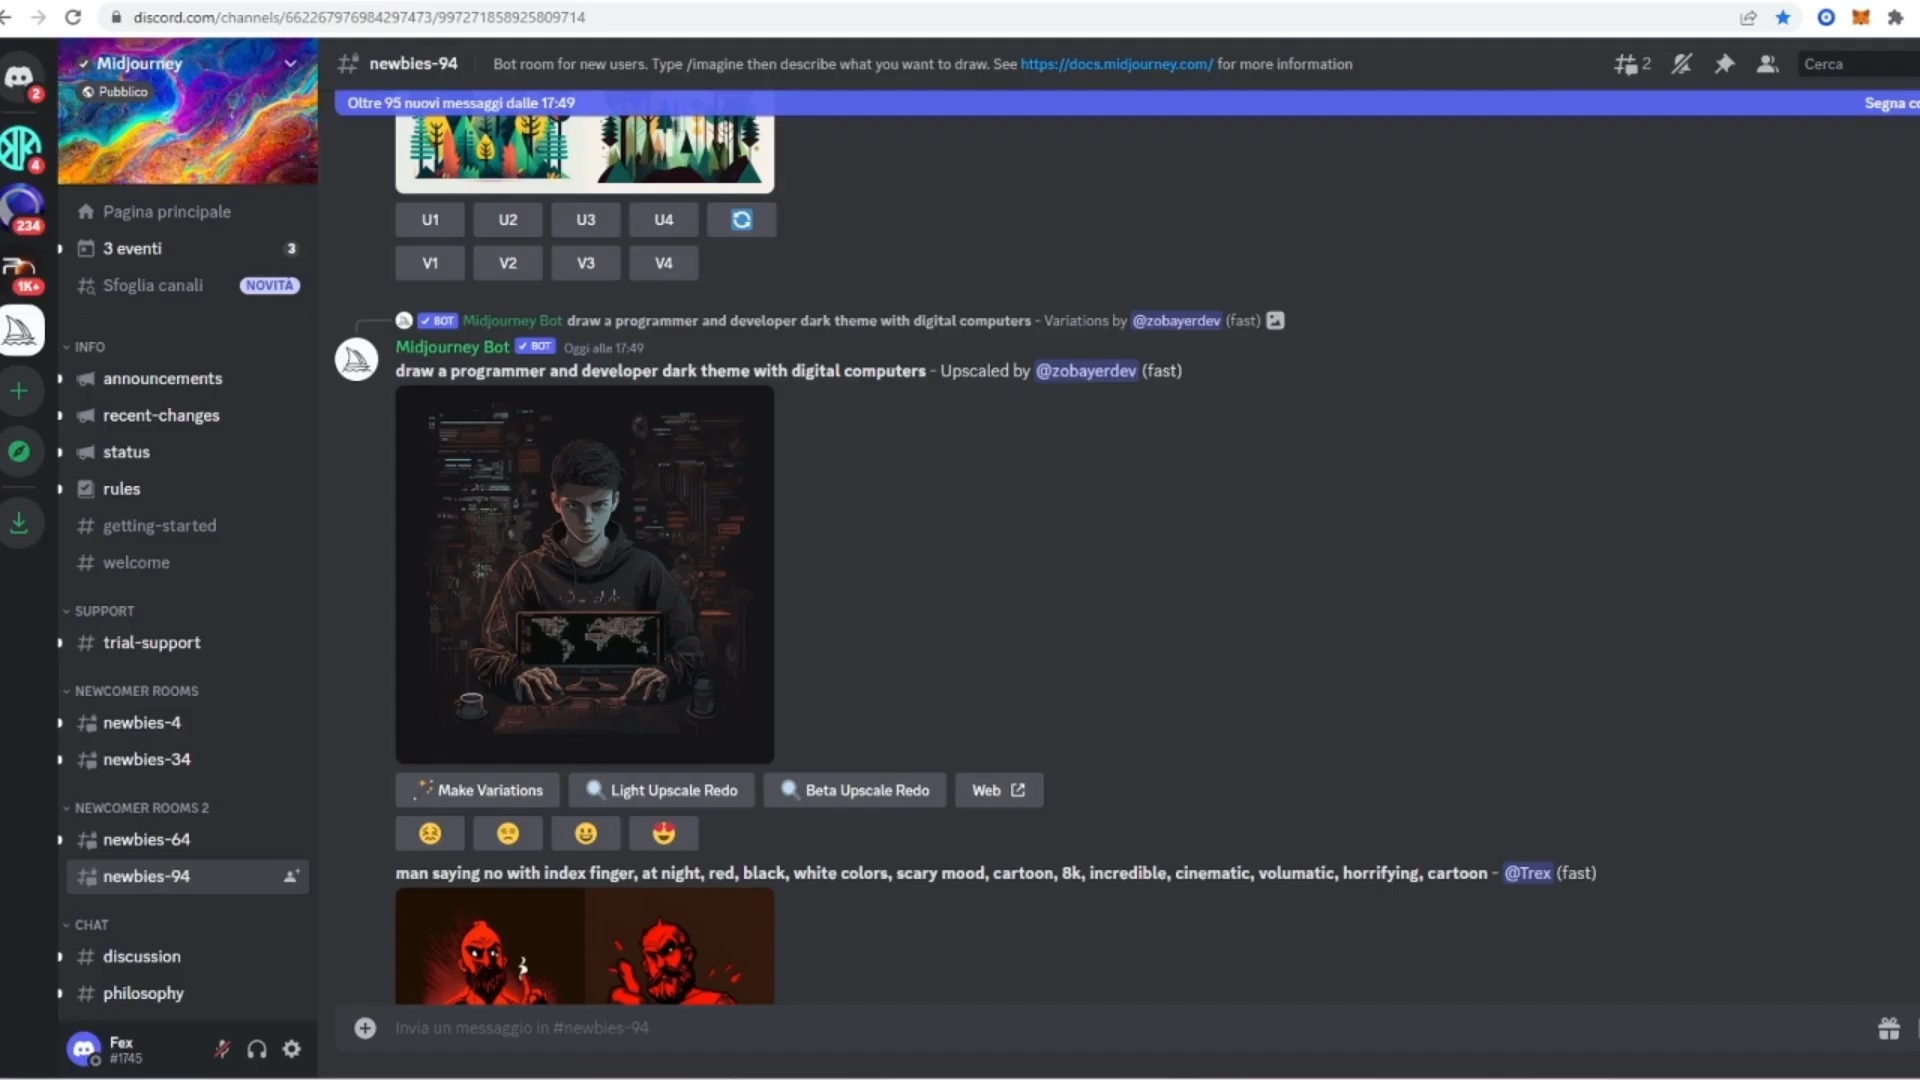 discord.com/channels/662267976984297473/997271858925809714
Midjourney
Pubblico
2
4
234
1K+
Pagina principale
3 eventi
3
Sfoglia canali
NOVITÀ
INFO
announcements
recent-changes
status
rules
getting-started
welcome
SUPPORT
trial-support
NEWCOMER ROOMS
newbies-4
newbies-34
NEWCOMER ROOMS 2
newbies-64
newbies-94
CHAT
discussion
philosophy
Fex
#1745
newbies-94
Bot room for new users. Type /imagine then describe what you want to draw. See https://docs.midjourney.com/ for more information
2
Cerca
Oltre 95 nuovi messaggi dalle 17:49
Segna co
U1 U2 U3 U4
V1 V2 V3 V4
BOT Midjourney Bot draw a programmer and developer dark theme with digital computers - Variations by @zobayerdev (fast)
Midjourney Bot BOT Oggi alle 17:49
draw a programmer and developer dark theme with digital computers - Upscaled by @zobayerdev (fast)
Make Variations Light Upscale Redo Beta Upscale Redo Web
man saying no with index finger, at night, red, black, white colors, scary mood, cartoon, 8k, incredible, cinematic, volumatic, horrifying, cartoon - @Trex (fast)
Invia un messaggio in #newbies-94